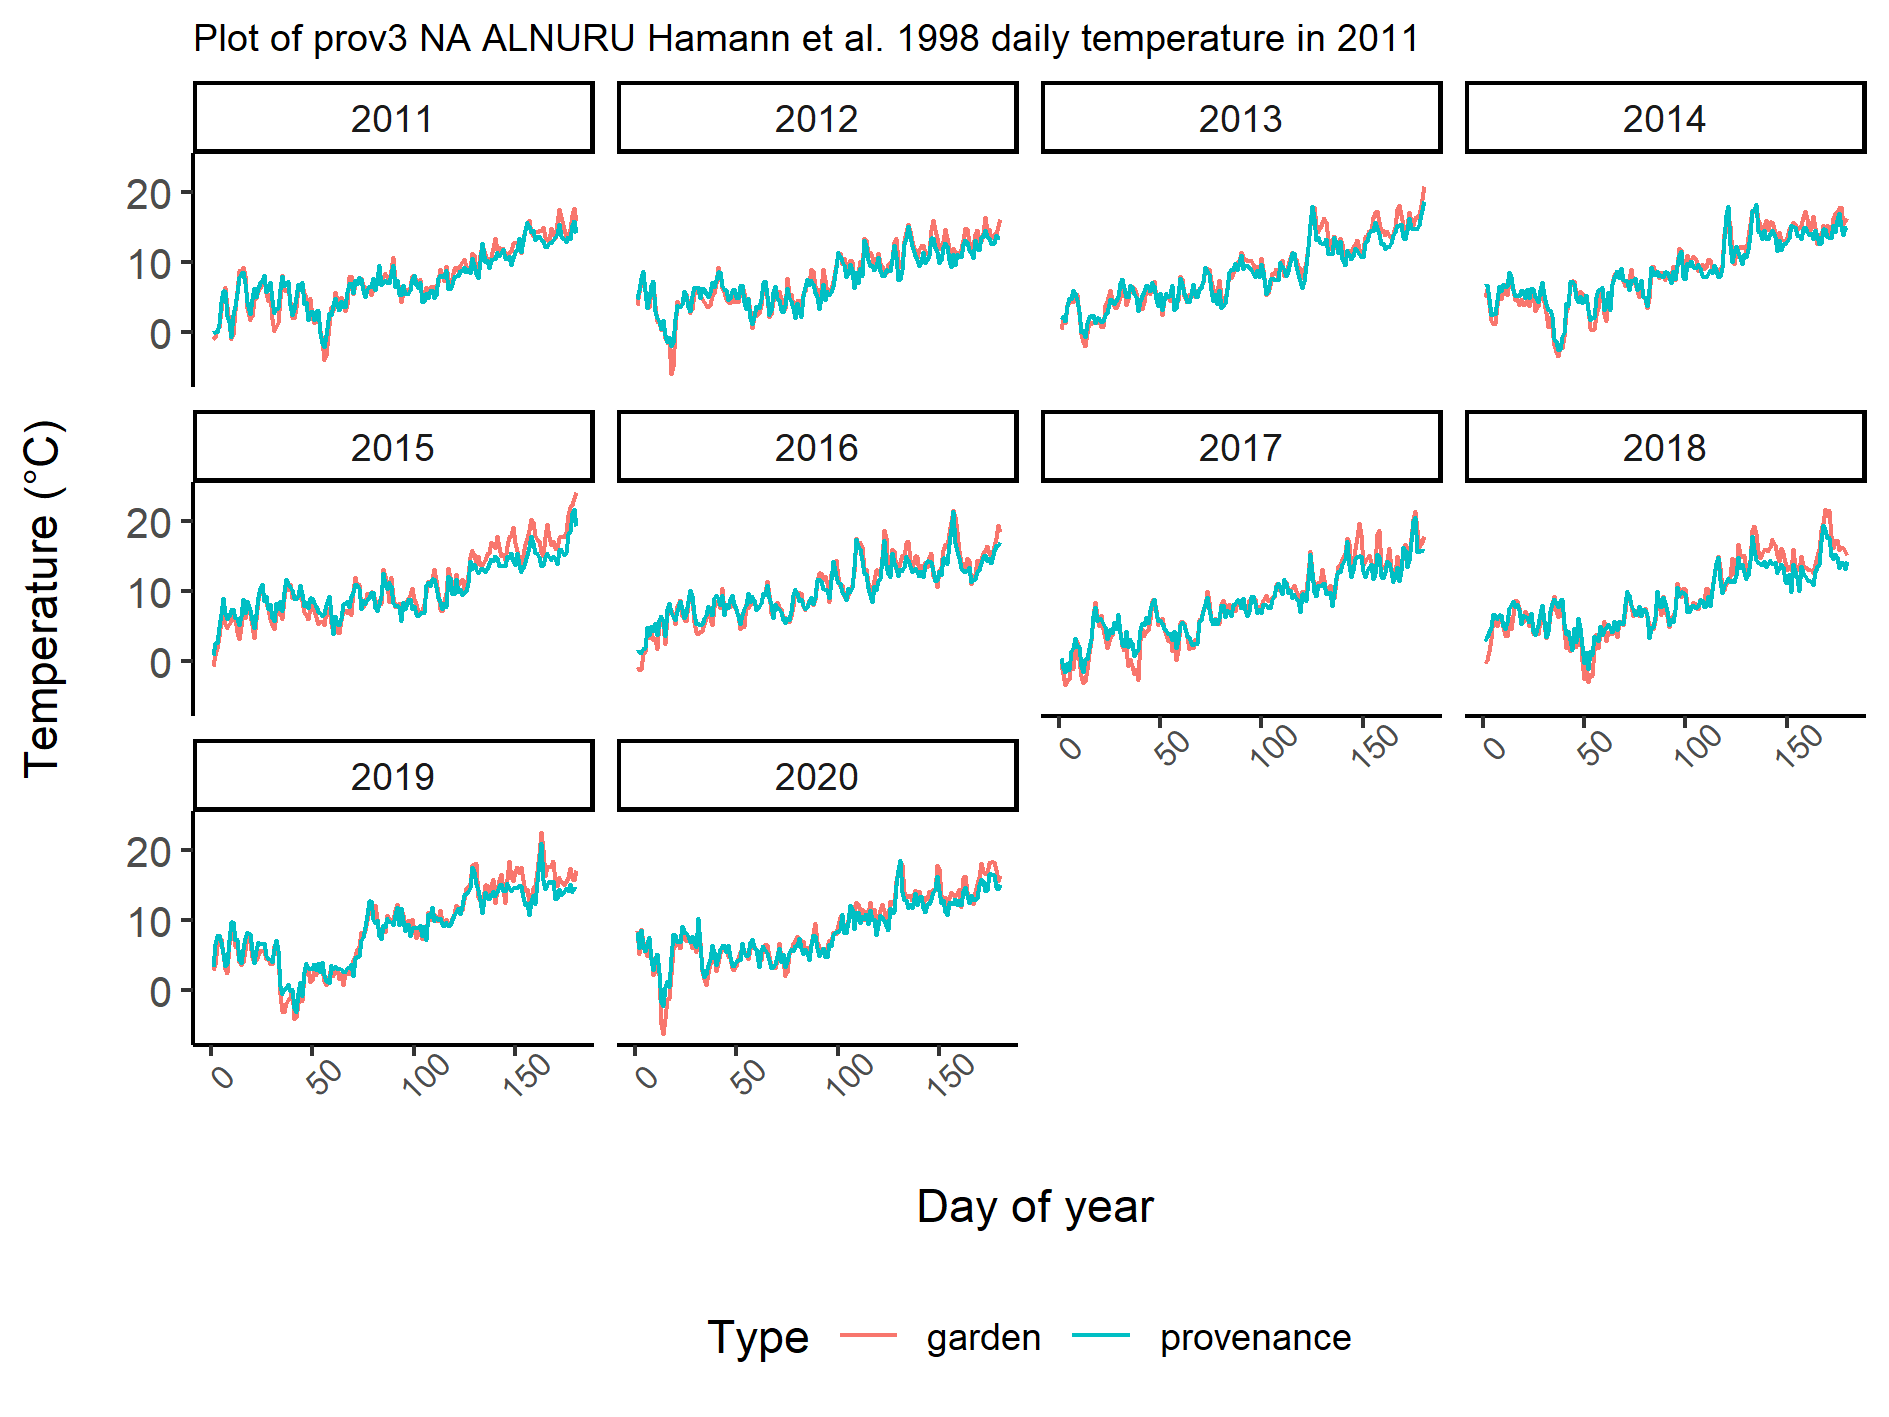 Plot of prov3 NA ALNURU Hamann et al. 1998 daily temperature in 2011
2011 2012 2013 2014
20
10
0
2015 2016 2017 2018
20
10
0
0 50 100 150 0 50 100 150
2019 2020
20
10
0
0 50 100 150 0 50 100 150
Temperature (°C)
Day of year
Type garden provenance